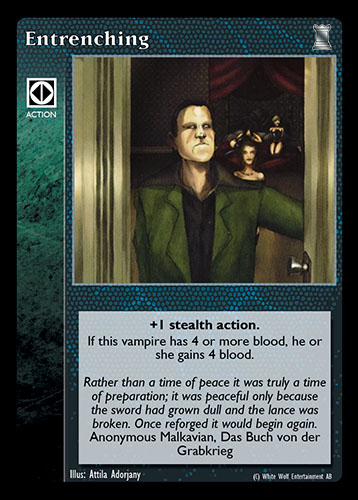 Entrenching
ACTION
+1 stealth action.
If this vampire has 4 or more blood, he or
she gains 4 blood.
Rather than a time of peace it was truly a time
of preparation; it was peaceful only because
the sword had grown dull and the lance was
broken. Once reforged it would begin again.
Anonymous Malkavian, Das Buch von der
Grabkrieg
Illus: Attila Adorjany
(C) White Wolf Entertainment AB